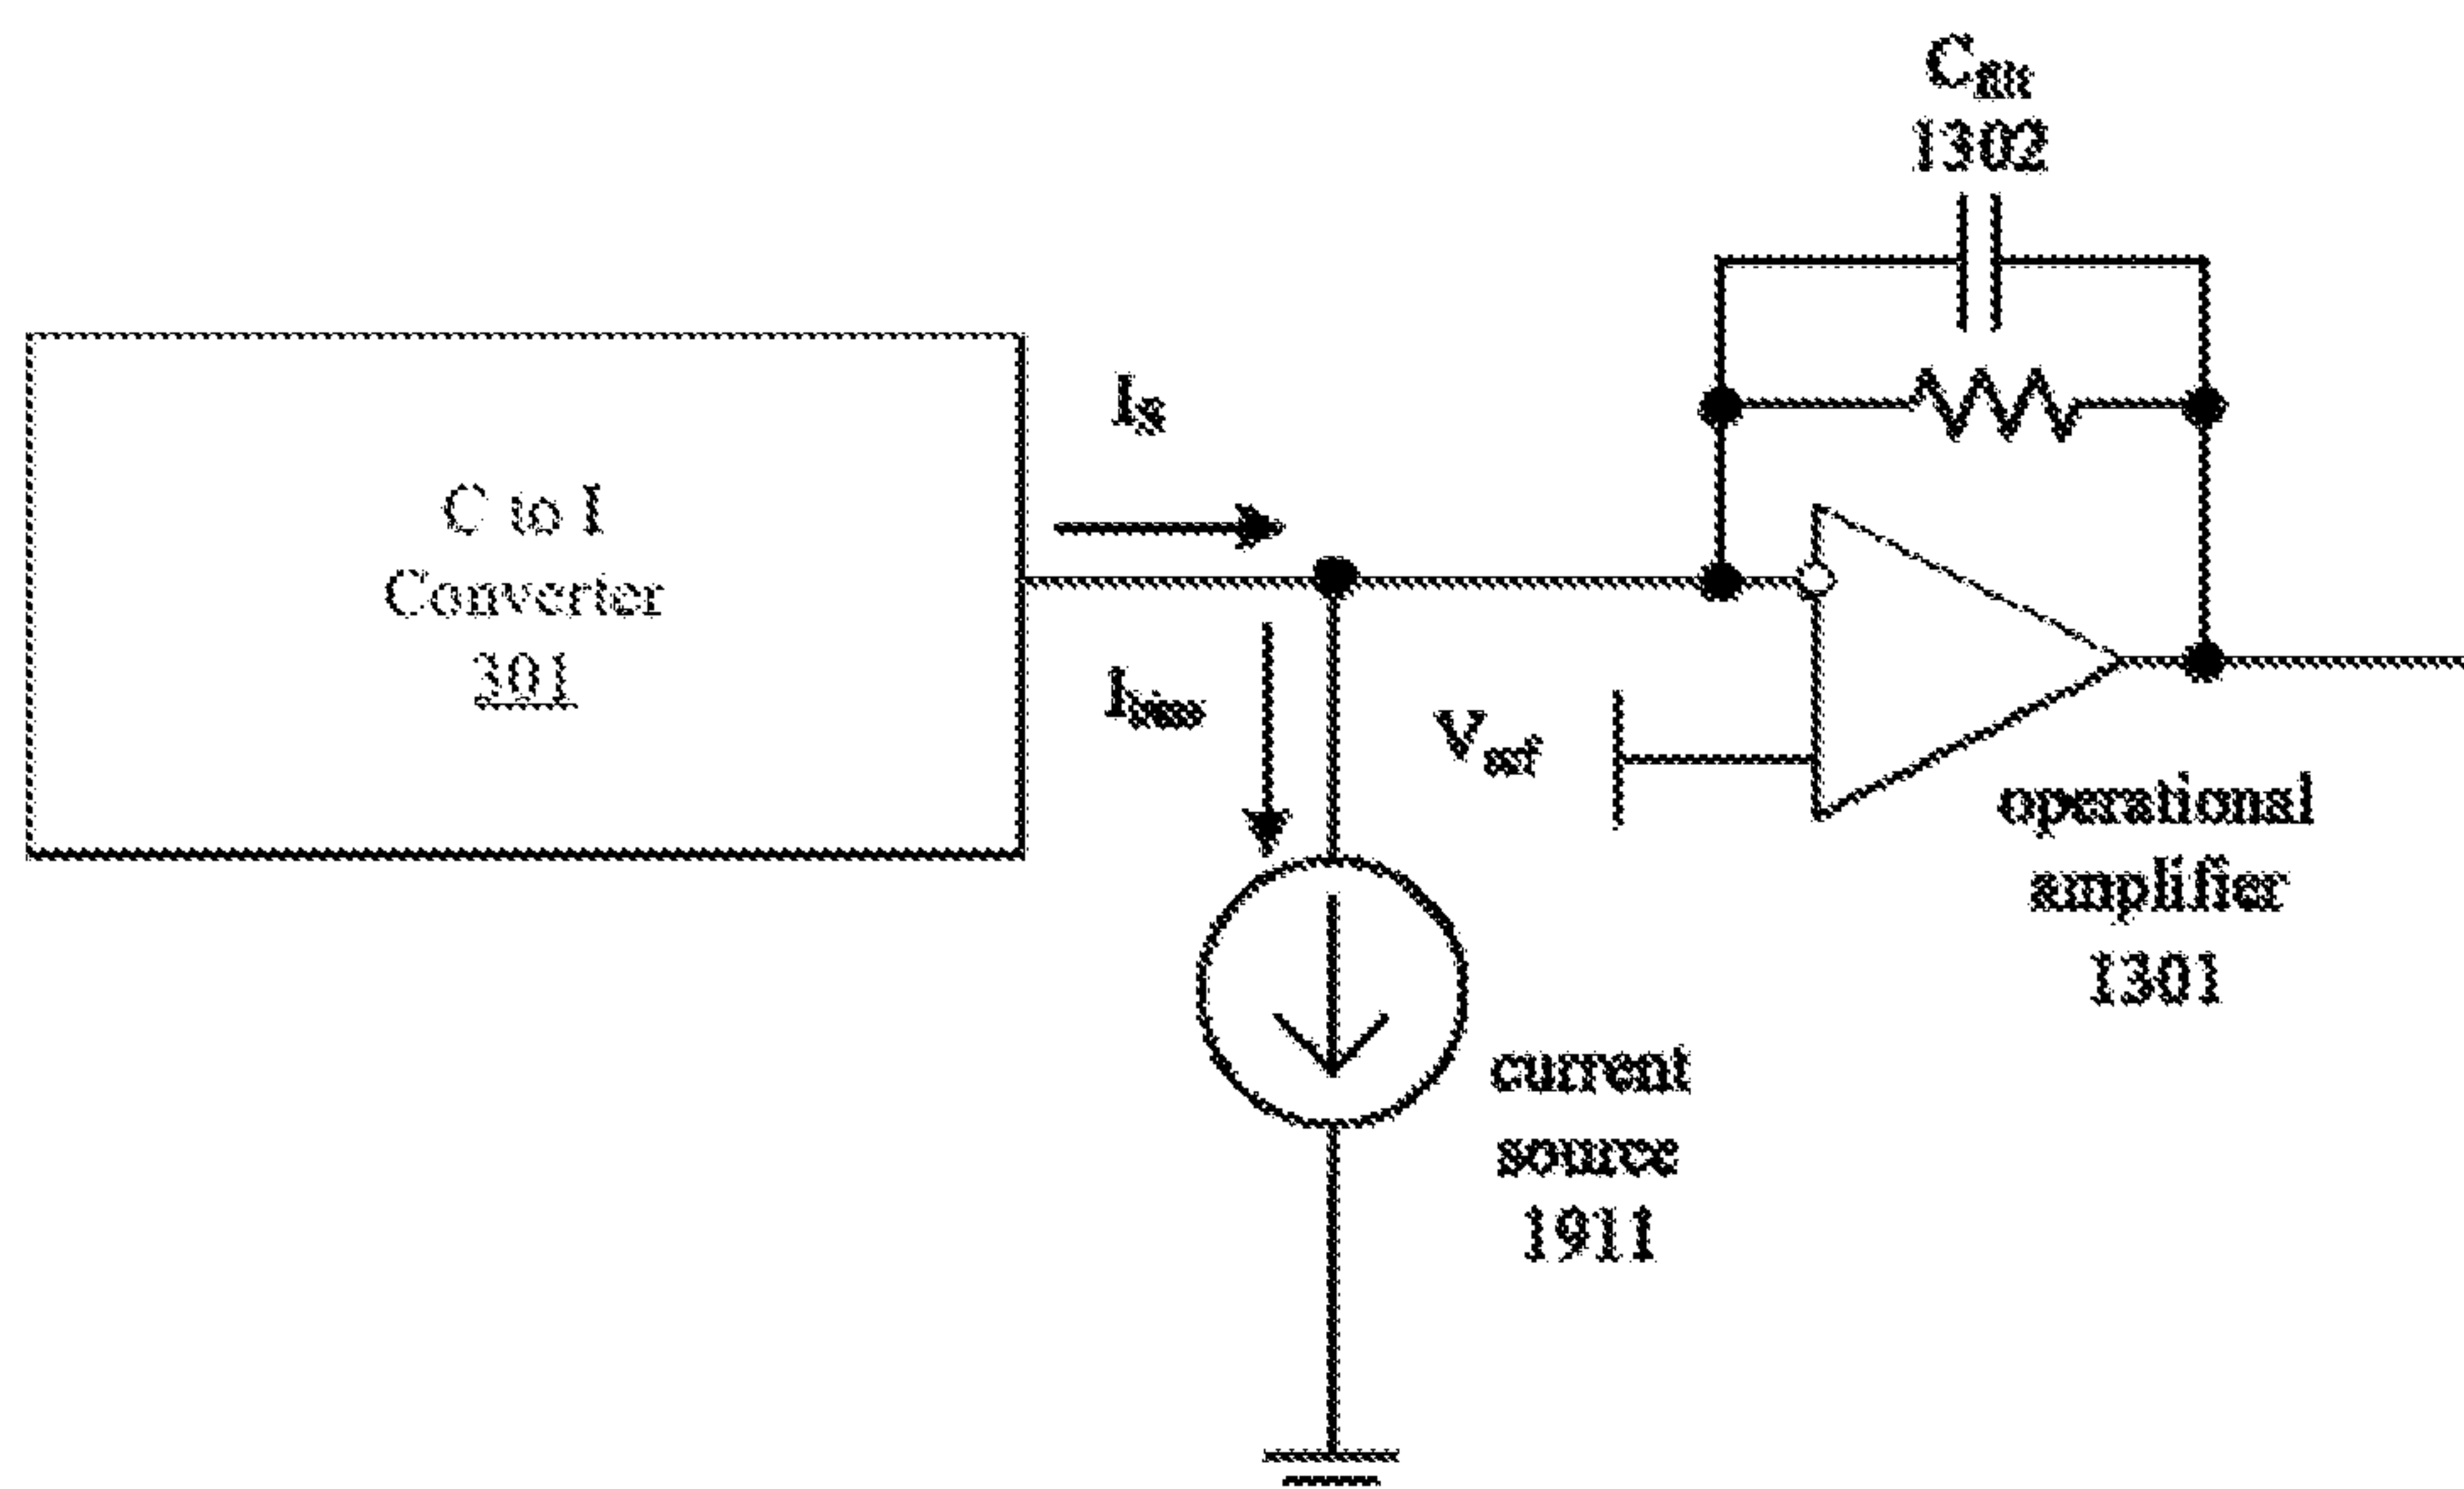 C to I
Converter
301
I_S
I_bias
V_ref
C_filt
1302
operational
amplifier
1301
current
source
1911